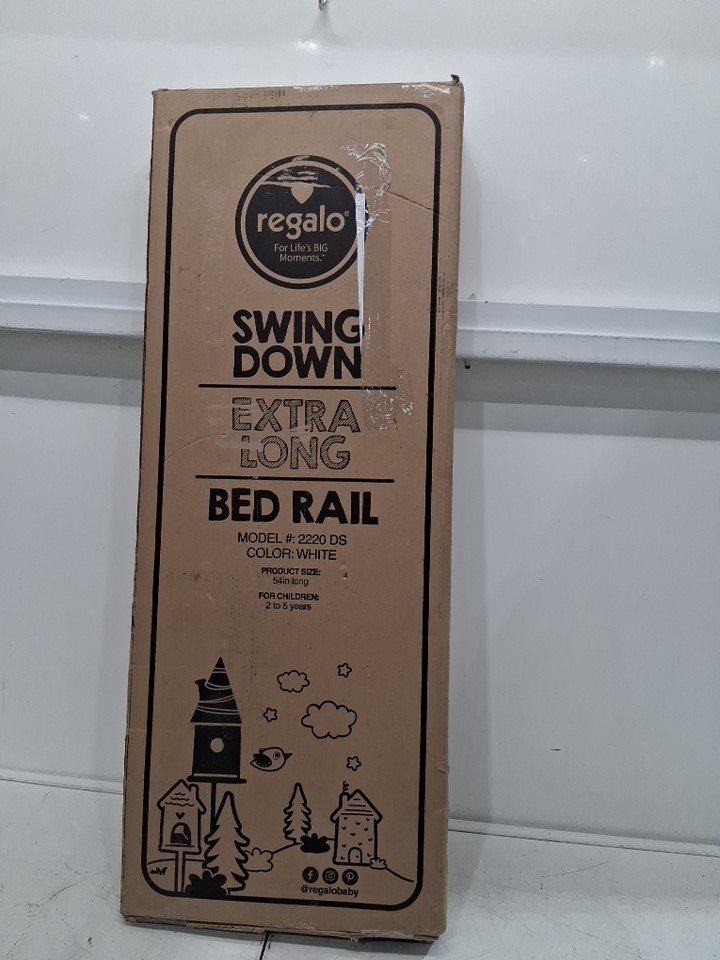 regalo®
For Life's BIG
Moments.™
SWING
DOWN
EXTRA
LONG
BED RAIL
MODEL #: 2220 DS
COLOR: WHITE
PRODUCT SIZE:
54in long
FOR CHILDREN:
2 to 5 years
@regalobaby